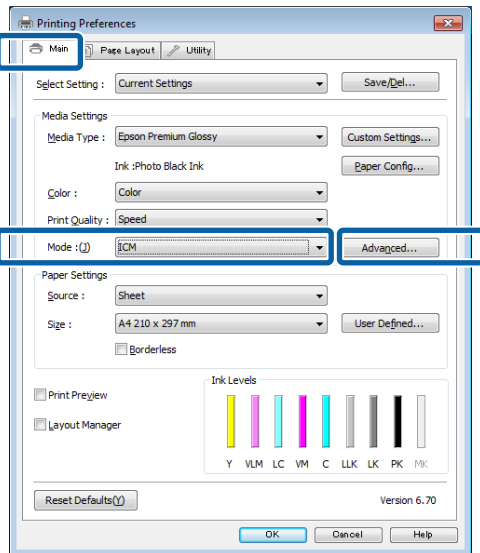 Printing Preferences
Main Page Layout Utility
Select Setting : Current Settings Save/Del...
Media Settings
Media Type : Epson Premium Glossy Custom Settings...
Ink :Photo Black Ink Paper Config...
Color : Color
Print Quality : Speed
Mode :(J) ICM Advanced...
Paper Settings
Source : Sheet
Size : A4 210 x 297 mm User Defined...
Borderless
Ink Levels
Print Preview
Layout Manager
Y VLM LC VM C LLK LK PK MK
Reset Defaults(Y) Version 6.70
OK Cancel Help